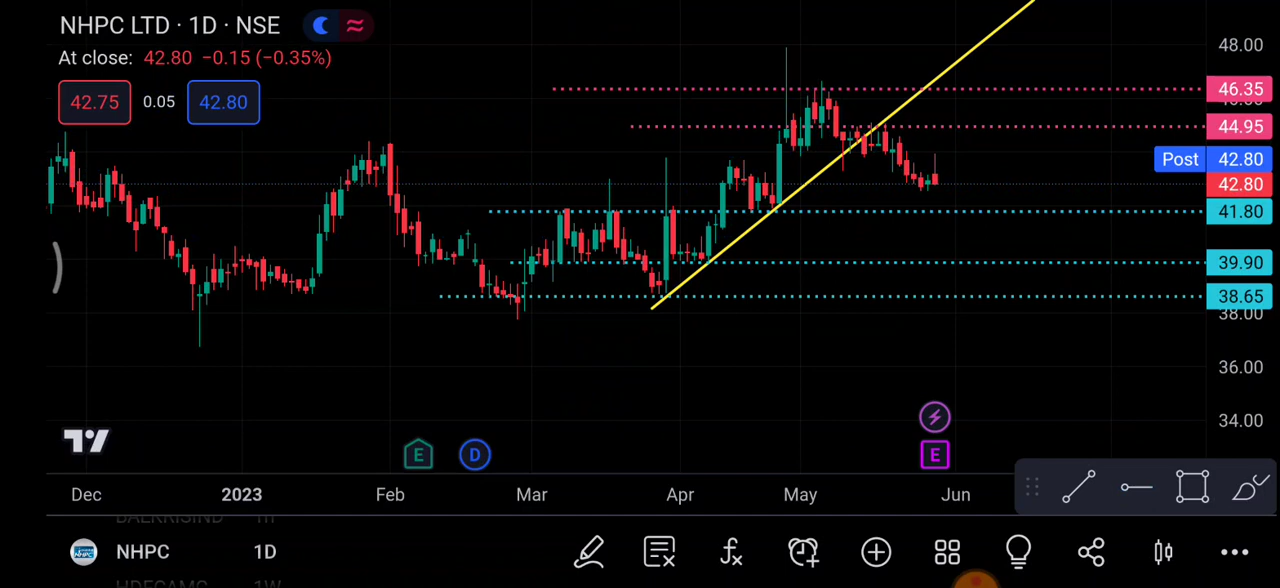 NHPC LTD · 1D · NSE
At close: 42.80 −0.15 (−0.35%)
42.75 0.05 42.80
48.00
46.35
44.95
Post 42.80
42.80
41.80
39.90
38.65
38.00
36.00
34.00
E D E
Dec 2023 Feb Mar Apr May Jun
NHPC 1D